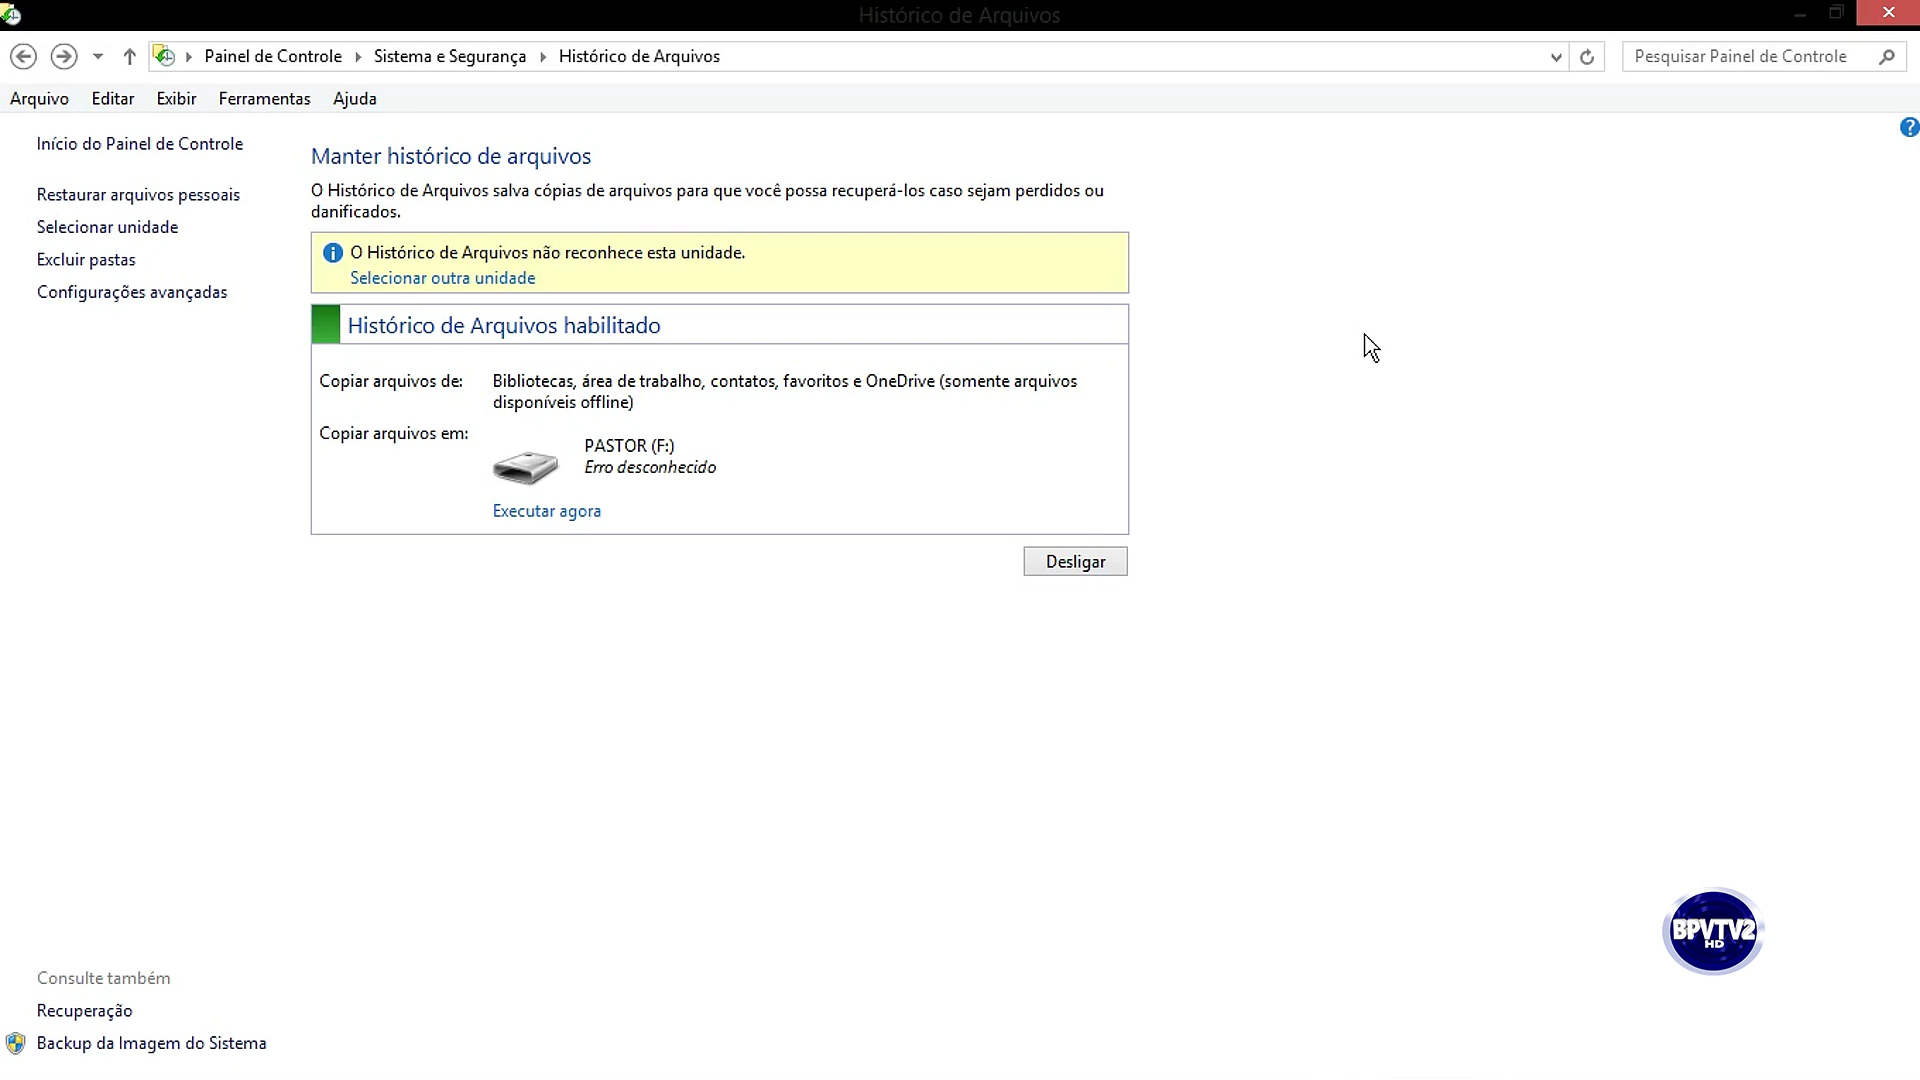 Histórico de Arquivos
Painel de Controle Sistema e Segurança Histórico de Arquivos
Pesquisar Painel de Controle
Arquivo Editar Exibir Ferramentas Ajuda
Início do Painel de Controle
Restaurar arquivos pessoais
Selecionar unidade
Excluir pastas
Configurações avançadas
Manter histórico de arquivos
O Histórico de Arquivos salva cópias de arquivos para que você possa recuperá-los caso sejam perdidos ou
danificados.
O Histórico de Arquivos não reconhece esta unidade.
Selecionar outra unidade
Histórico de Arquivos habilitado
Copiar arquivos de: Bibliotecas, área de trabalho, contatos, favoritos e OneDrive (somente arquivos
disponíveis offline)
Copiar arquivos em:
PASTOR (F:)
Erro desconhecido
Executar agora
Desligar
BPVTV2
HD
Consulte também
Recuperação
Backup da Imagem do Sistema